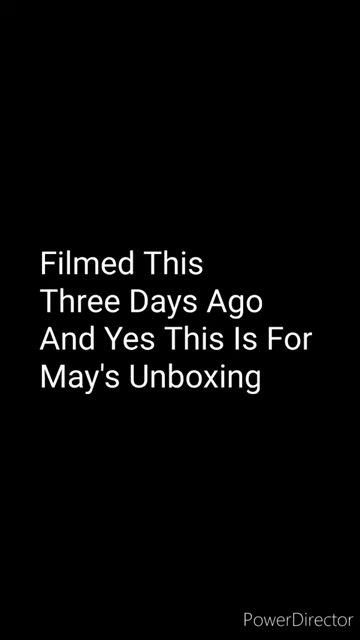 Filmed This
Three Days Ago
And Yes This Is For
May's Unboxing
PowerDirector